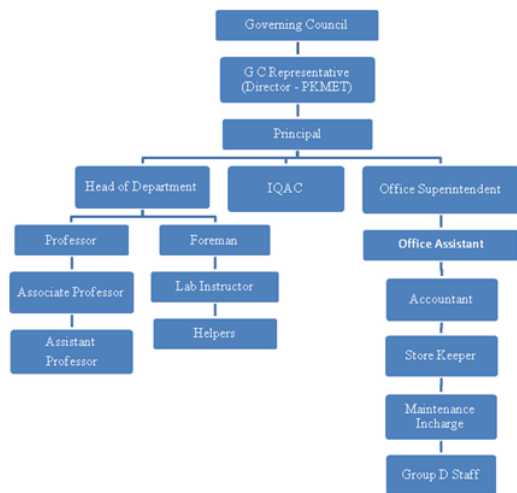 Governing Council
G C Representative
(Director - PKMET)
Principal
Head of Department
IQAC
Office Superintendent
Professor
Foreman
Office Assistant
Associate Professor
Lab Instructor
Accountant
Assistant
Professor
Helpers
Store Keeper
Maintenance
Incharge
Group D Staff